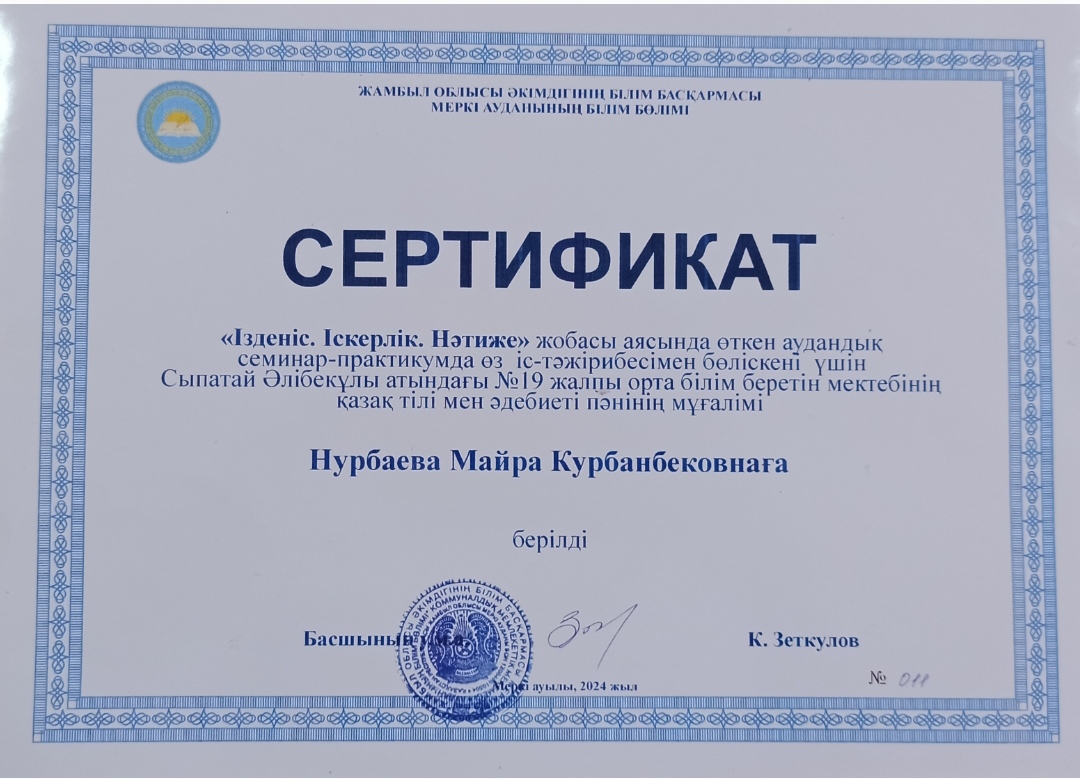 ЖАМБЫЛ ОБЛЫСЫ ӘКІМДІГІНІҢ БІЛІМ БАСҚАРМАСЫ
МЕРКІ АУДАНЫНЫҢ БІЛІМ БӨЛІМІ
СЕРТИФИКАТ
«Ізденіс. Іскерлік. Нәтиже» жобасы аясында өткен аудандық
семинар-практикумда өз іс-тәжірибесімен бөліскені үшін
Сыпатай Әлібекұлы атындағы №19 жалпы орта білім беретін мектебінің
қазақ тілі мен әдебиеті пәнінің мұғалімі
Нурбаева Майра Курбанбековнаға
берілді
Басшының К. Зеткулов
№ 011
Меркі ауылы, 2024 жыл